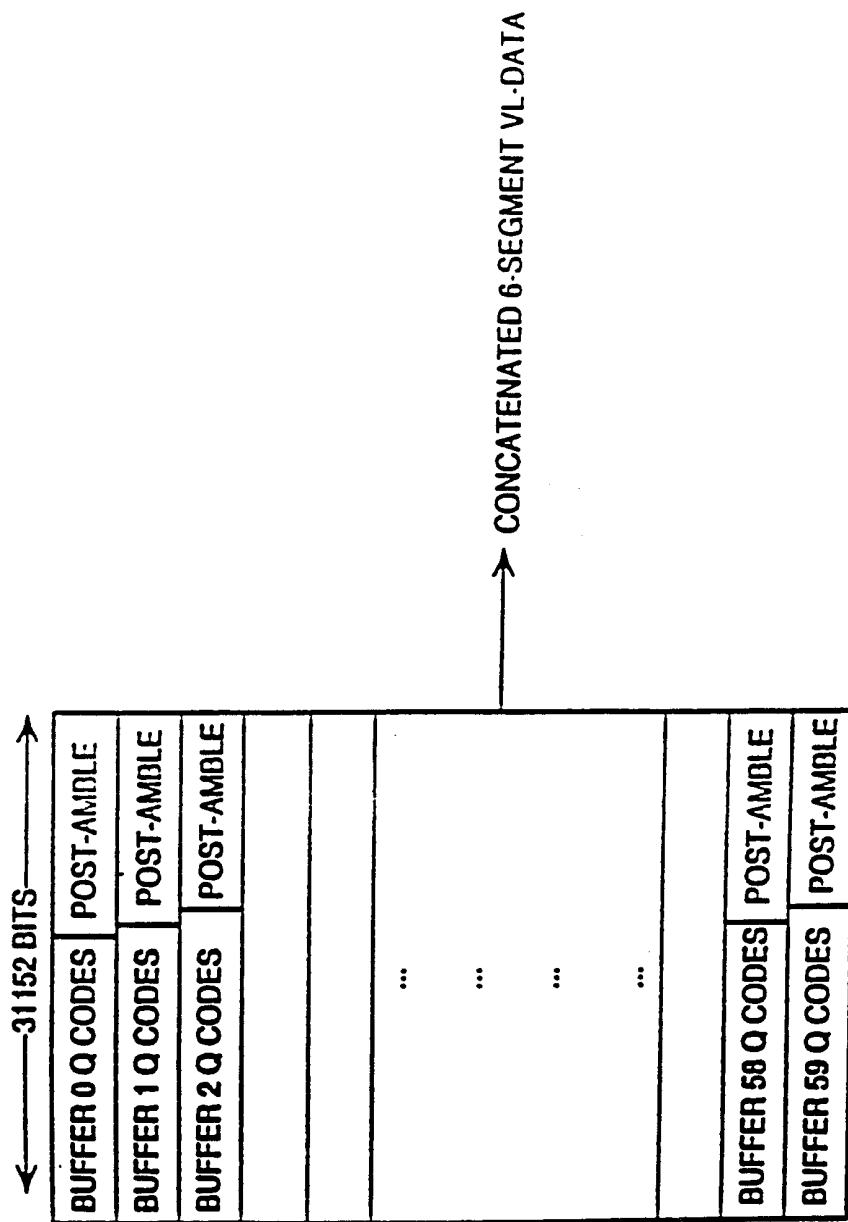 31152 BITS
BUFFER 0 Q CODES POST-AMBLE
BUFFER 1 Q CODES POST-AMBLE
BUFFER 2 Q CODES POST-AMBLE
...
...
...
...
BUFFER 58 Q CODES POST-AMBLE
BUFFER 59 Q CODES POST-AMBLE
CONCATENATED 6-SEGMENT VL-DATA